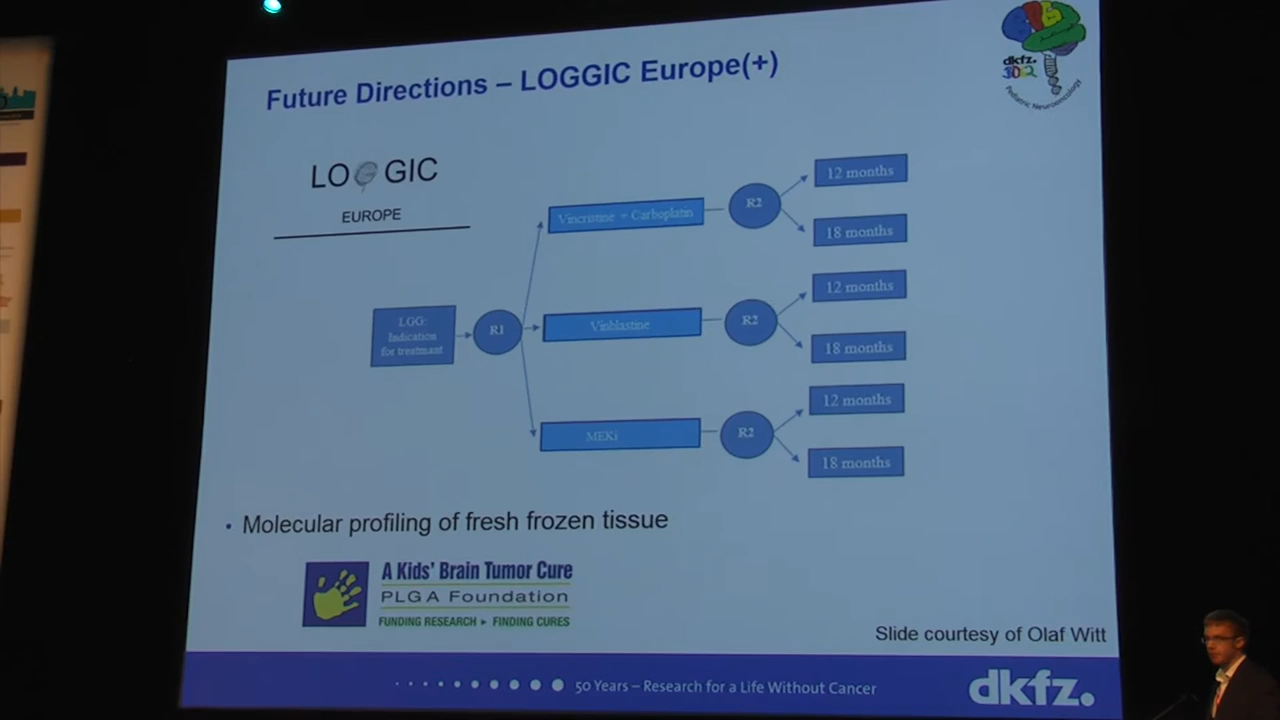 Future Directions – LOGGIC Europe(+)
dkfz.
Pediatric Neurooncology
LOGGIC
EUROPE
LGG:
Indication
for treatment
R1
Vincristine + Carboplatin
R2
12 months
18 months
Vinblastine
R2
12 months
18 months
MEKi
R2
12 months
18 months
• Molecular profiling of fresh frozen tissue
A Kids' Brain Tumor Cure
PLGA Foundation
FUNDING RESEARCH ▸ FINDING CURES
Slide courtesy of Olaf Witt
50 Years – Research for a Life Without Cancer
dkfz.